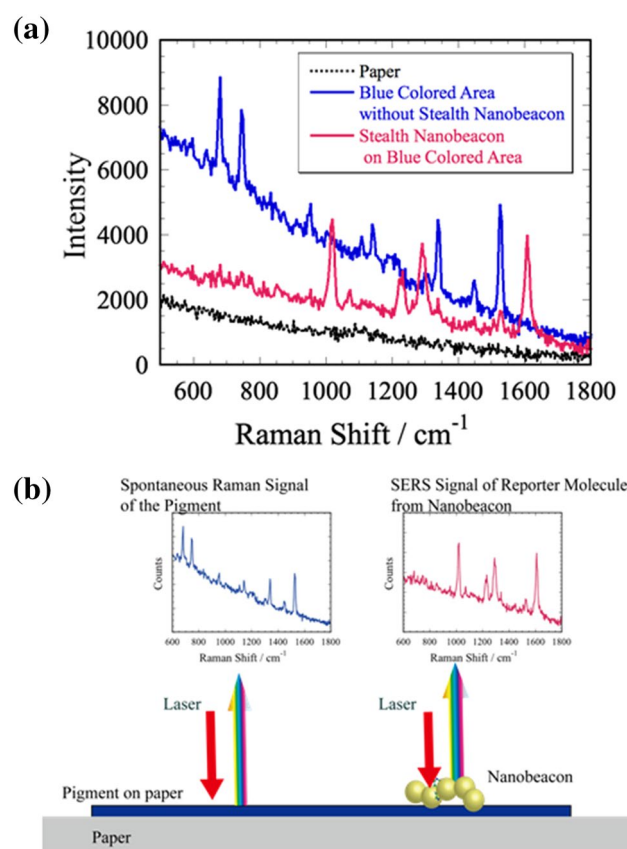 (a)
10000
8000
6000
4000
2000
0
Intensity
Paper
Blue Colored Area
without Stealth Nanobeacon
Stealth Nanobeacon
on Blue Colored Area
600 800 1000 1200 1400 1600 1800
Raman Shift / cm-1
(b)
Spontaneous Raman Signal
of the Pigment
SERS Signal of Reporter Molecule
from Nanobeacon
Counts
600 800 1000 1200 1400 1600 1800
Raman Shift / cm-1
Counts
600 800 1000 1200 1400 1600 1800
Raman Shift / cm-1
Laser
Laser
Nanobeacon
Pigment on paper
Paper